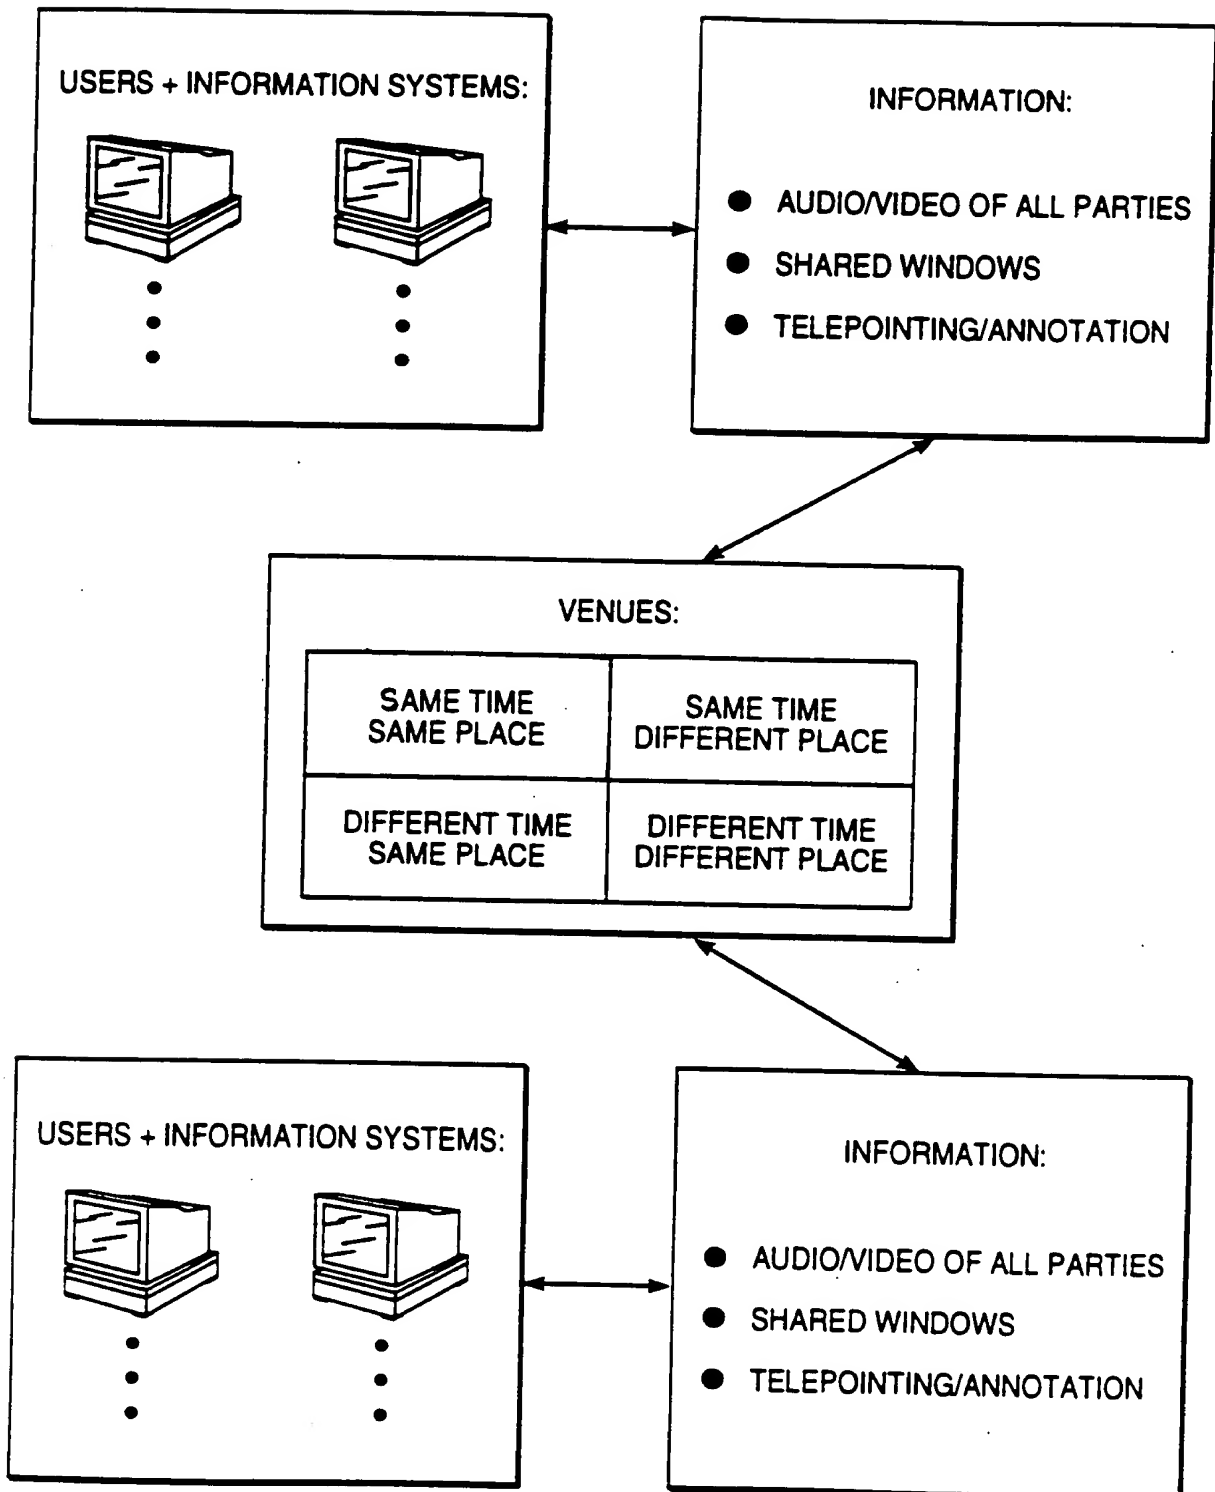 USERS + INFORMATION SYSTEMS:
INFORMATION:
● AUDIO/VIDEO OF ALL PARTIES
● SHARED WINDOWS
● TELEPOINTING/ANNOTATION
VENUES:
SAME TIME
SAME PLACE
SAME TIME
DIFFERENT PLACE
DIFFERENT TIME
SAME PLACE
DIFFERENT TIME
DIFFERENT PLACE
USERS + INFORMATION SYSTEMS:
INFORMATION:
● AUDIO/VIDEO OF ALL PARTIES
● SHARED WINDOWS
● TELEPOINTING/ANNOTATION